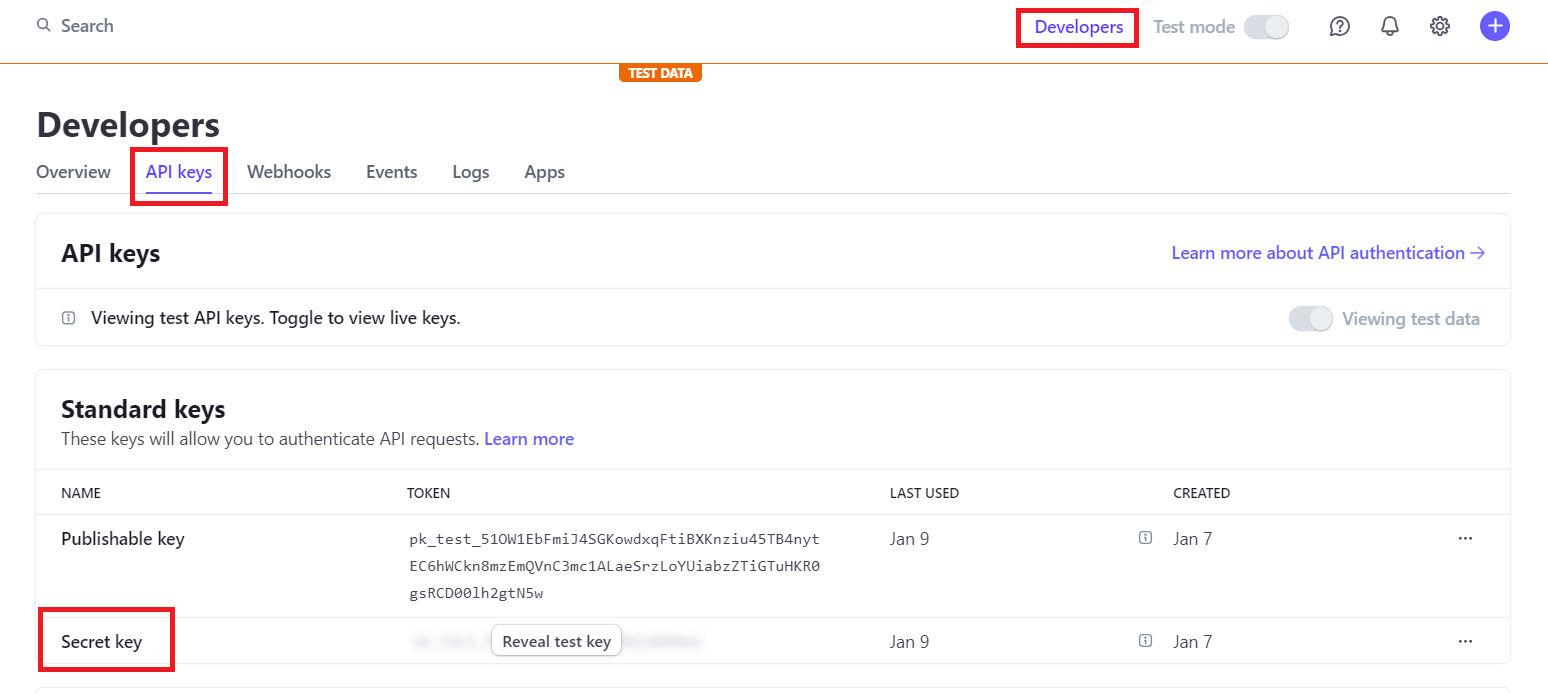 Search
Developers
Test mode
TEST DATA
Developers
Overview
API keys
Webhooks
Events
Logs
Apps
API keys
Learn more about API authentication →
Viewing test API keys. Toggle to view live keys.
Viewing test data
Standard keys
These keys will allow you to authenticate API requests. Learn more
NAME TOKEN LAST USED CREATED
Publishable key pk_test_51OW1EbFmiJ4SGKowdxqFtiBXKnziu45TB4nyt Jan 9 Jan 7
EC6hWCkn8mzEmQVnC3mc1ALaeSrzLoYUiabzZTiGTuHKR0
gsRCD00lh2gtN5w
Secret key Reveal test key Jan 9 Jan 7